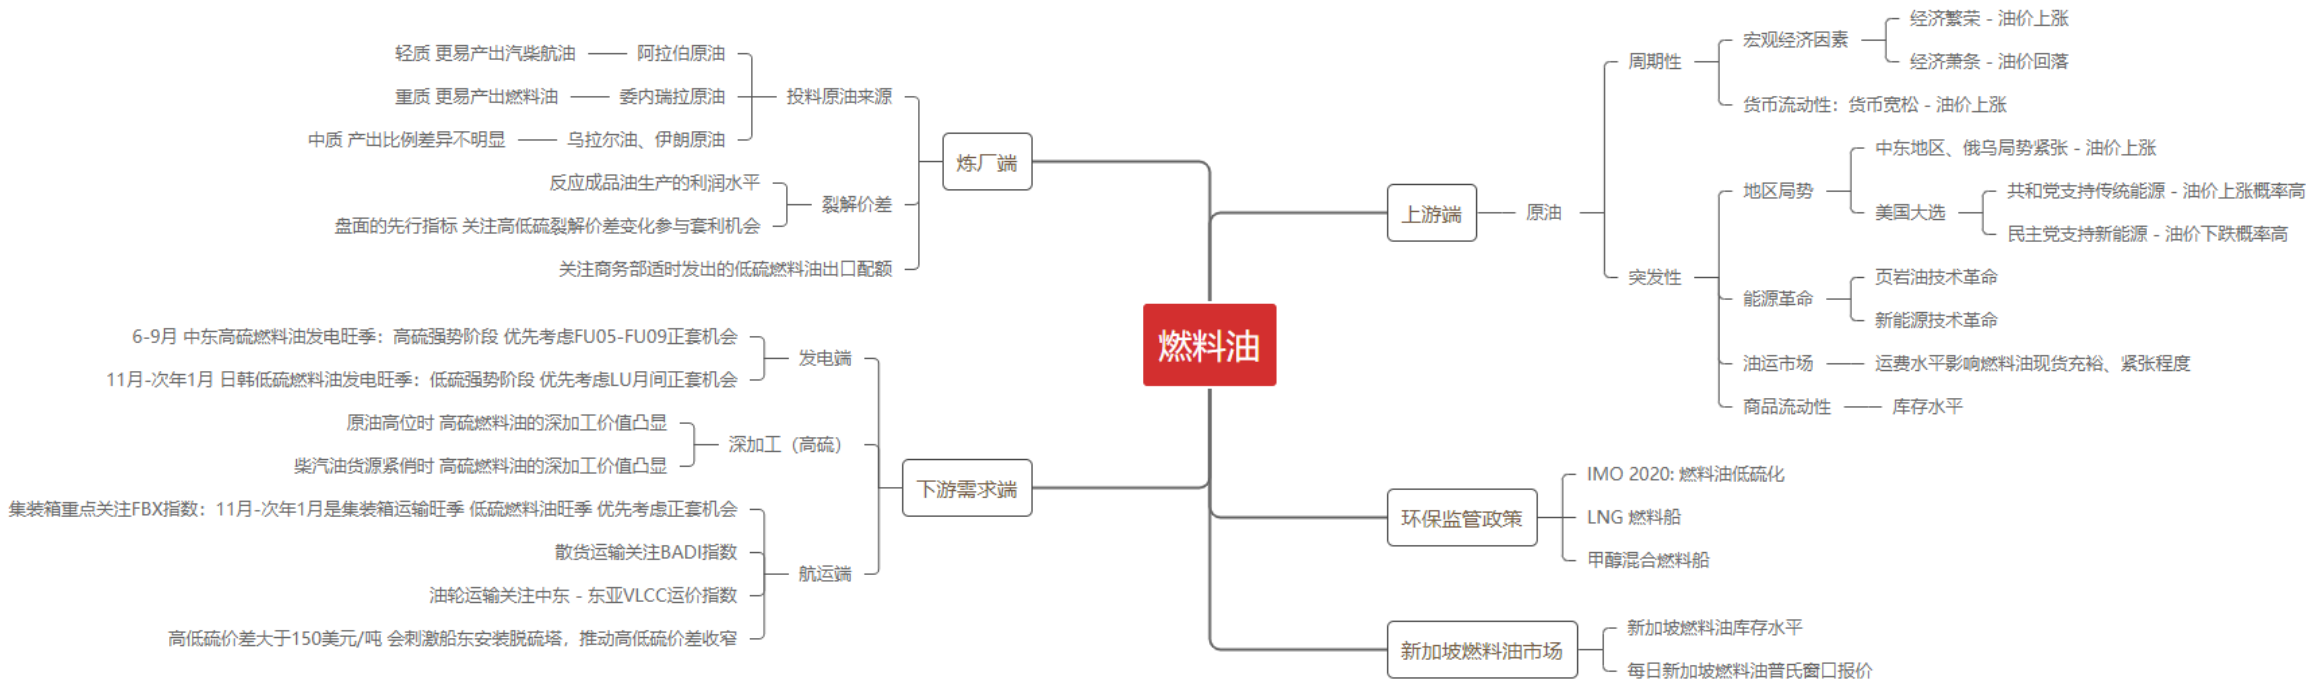 燃料油
炼厂端
投料原油来源
阿拉伯原油
轻质 更易产出汽柴航油
委内瑞拉原油
重质 更易产出燃料油
乌拉尔油、伊朗原油
中质 产出比例差异不明显
裂解价差
反应成品油生产的利润水平
盘面的先行指标 关注高低硫裂解价差变化参与套利机会
关注商务部适时发出的低硫燃料油出口配额
下游需求端
发电端
6-9月 中东高硫燃料油发电旺季：高硫强势阶段 优先考虑FU05-FU09正套机会
11月-次年1月 日韩低硫燃料油发电旺季：低硫强势阶段 优先考虑LU月间正套机会
深加工（高硫）
原油高位时 高硫燃料油的深加工价值凸显
柴汽油货源紧俏时 高硫燃料油的深加工价值凸显
航运端
集装箱重点关注FBX指数：11月-次年1月是集装箱运输旺季 低硫燃料油旺季 优先考虑正套机会
散货运输关注BADI指数
油轮运输关注中东 - 东亚VLCC运价指数
高低硫价差大于150美元/吨 会刺激船东安装脱硫塔，推动高低硫价差收窄
上游端
原油
周期性
宏观经济因素
经济繁荣 - 油价上涨
经济萧条 - 油价回落
货币流动性：货币宽松 - 油价上涨
突发性
地区局势
中东地区、俄乌局势紧张 - 油价上涨
美国大选
共和党支持传统能源 - 油价上涨概率高
民主党支持新能源 - 油价下跌概率高
能源革命
页岩油技术革命
新能源技术革命
油运市场
运费水平影响燃料油现货充裕、紧张程度
商品流动性
库存水平
环保监管政策
IMO 2020: 燃料油低硫化
LNG 燃料船
甲醇混合燃料船
新加坡燃料油市场
新加坡燃料油库存水平
每日新加坡燃料油普氏窗口报价